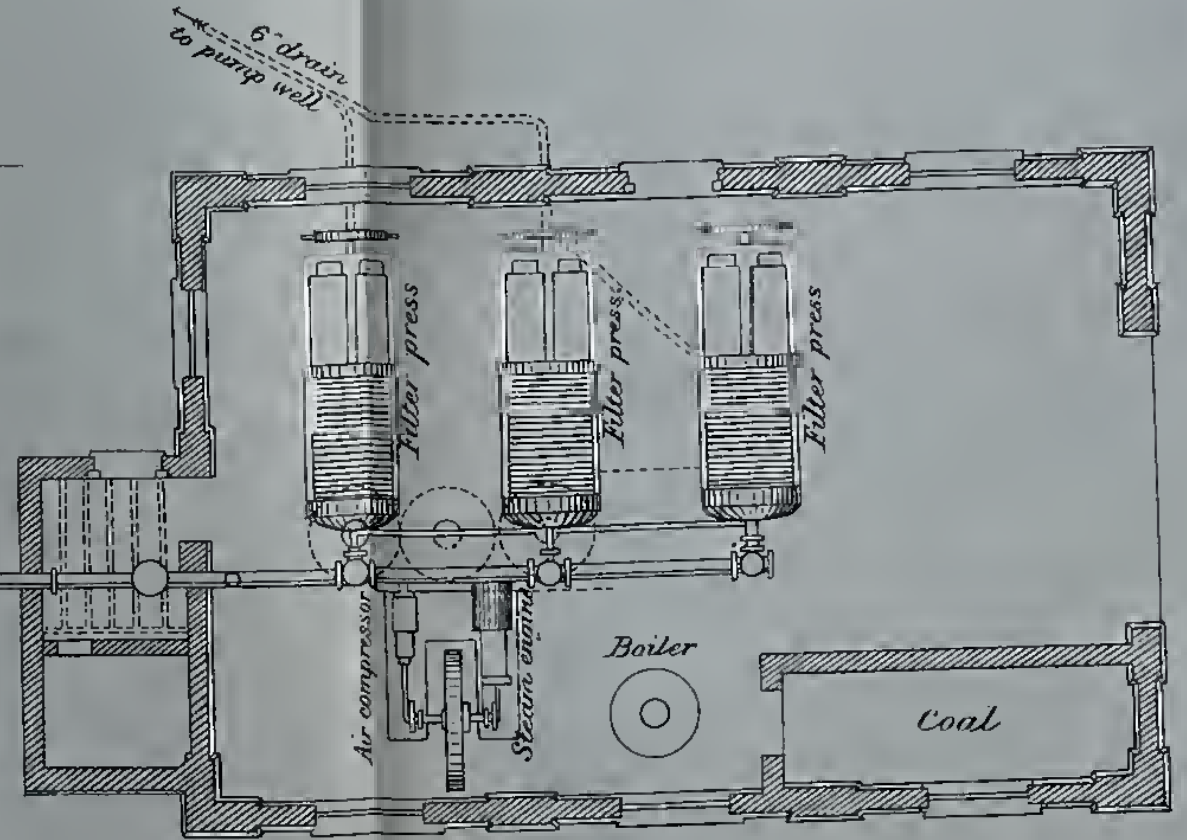 6" drain
to pump well
Filter press
Filter press
Filter press
Air compressor
Steam engine
Boiler
Coal